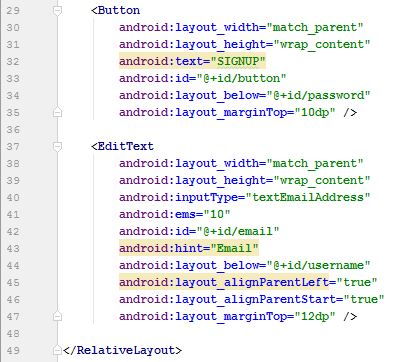 29 <Button
30 android:layout_width="match_parent"
31 android:layout_height="wrap_content"
32 android:text="SIGNUP"
33 android:id="@+id/button"
34 android:layout_below="@+id/password"
35 android:layout_marginTop="10dp" />
36
37 <EditText
38 android:layout_width="match_parent"
39 android:layout_height="wrap_content"
40 android:inputType="textEmailAddress"
41 android:ems="10"
42 android:id="@+id/email"
43 android:hint="Email"
44 android:layout_below="@+id/username"
45 android:layout_alignParentLeft="true"
46 android:layout_alignParentStart="true"
47 android:layout_marginTop="12dp" />
48
49 </RelativeLayout>